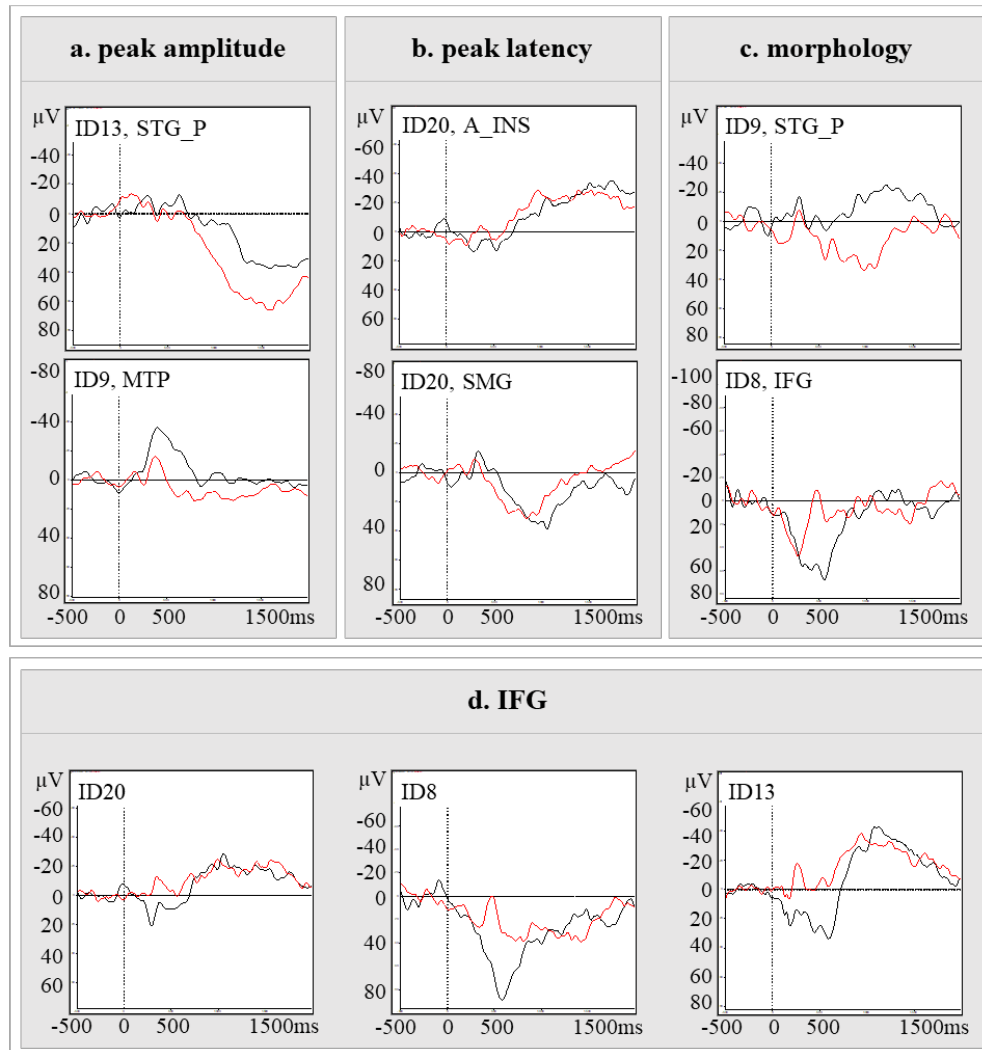 a. peak amplitude
b. peak latency
c. morphology
µV
ID13, STG_P
-40
-20
0
20
40
60
80
µV
ID20, A_INS
-60
-40
-20
0
20
40
60
µV
ID9, STG_P
-40
-20
0
20
40
60
80
-80
ID9, MTP
-40
0
40
80
-500 0 500 1500ms
-80
ID20, SMG
-40
0
40
80
-500 0 500 1500ms
-100
ID8, IFG
-80
-60
-20
0
20
60
80
-500 0 500 1500ms
d. IFG
µV
ID20
-60
-40
-20
0
20
40
60
-500 0 500 1500ms
µV
ID8
-60
-40
-20
0
40
80
-500 0 500 1500ms
µV
ID13
-60
-40
-20
0
20
40
60
80
-500 0 500 1500ms